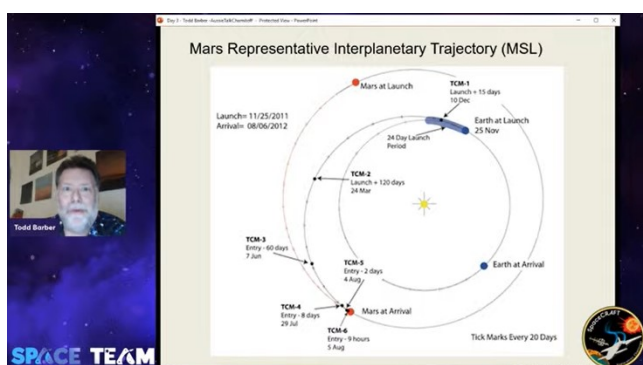 Day 3 - Todd Barber -AussieTalkChemdoff - Protected View - PowerPoint
Mars Representative Interplanetary Trajectory (MSL)
Mars at Launch
TCM-1
Launch + 15 days
10 Dec
Launch= 11/25/2011
Arrival= 08/06/2012
Earth at Launch
25 Nov
24 Day Launch
Period
TCM-2
Launch + 120 days
24 Mar
Todd Barber
TCM-3
Entry - 60 days
7 Jun
TCM-5
Entry - 2 days
4 Aug
Earth at Arrival
TCM-4
Entry - 8 days
29 Jul
Mars at Arrival
TCM-6
Entry - 9 hours
5 Aug
Tick Marks Every 20 Days
SPACE TEAM
SPACECRAFT